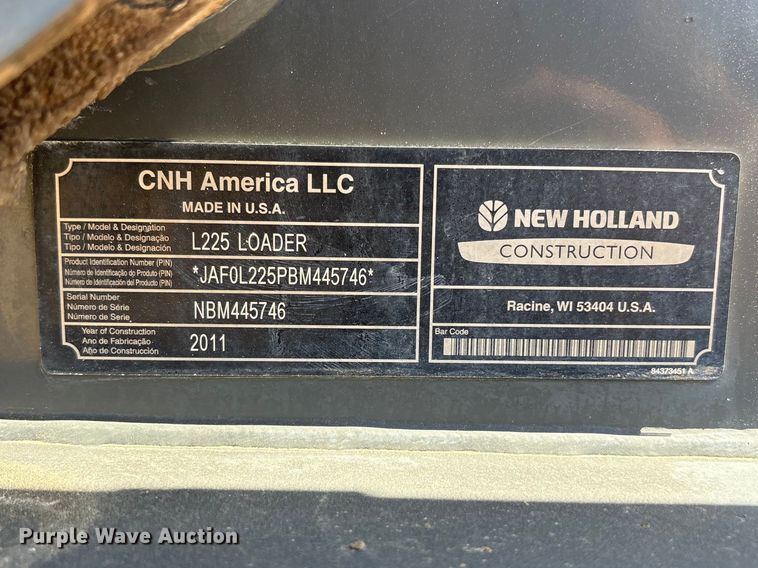 CNH America LLC
MADE IN U.S.A.
Type / Model & Designation
Tipo / Modelo & Designação
Tipo / Modelo & Designación
L225 LOADER
Product Identification Number (PIN)
Número de Identificação do Produto (PIN)
Número de Identificación de Producto (PIN)
*JAF0L225PBM445746*
Serial Number
Número de Série
Número de Serie
NBM445746
Year of Construction
Ano de Fabricação
Año de Construcción
2011
NEW HOLLAND
CONSTRUCTION
Racine, WI 53404 U.S.A.
Bar Code
84373451 A
Purple Wave Auction